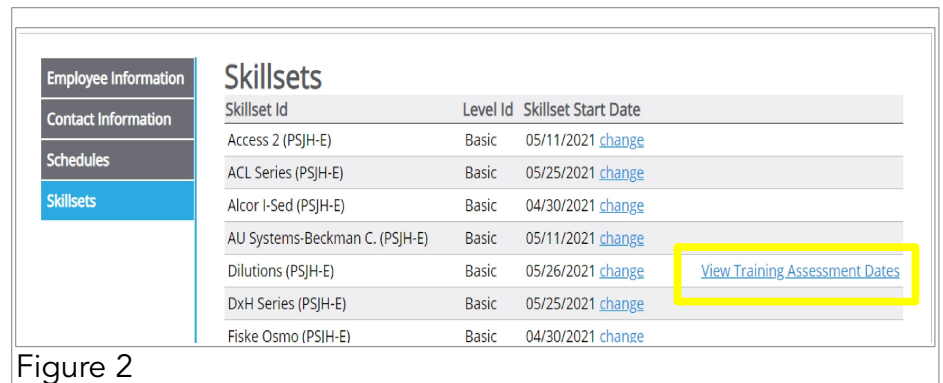 Employee Information
Contact Information
Schedules
Skillsets
Skillsets
Skillset Id Level Id Skillset Start Date
Access 2 (PSJH-E) Basic 05/11/2021 change
ACL Series (PSJH-E) Basic 05/25/2021 change
Alcor I-Sed (PSJH-E) Basic 04/30/2021 change
AU Systems-Beckman C. (PSJH-E) Basic 05/11/2021 change
Dilutions (PSJH-E) Basic 05/26/2021 change View Training Assessment Dates
DxH Series (PSJH-E) Basic 05/25/2021 change
Fiske Osmo (PSJH-E) Basic 04/30/2021 change
Figure 2